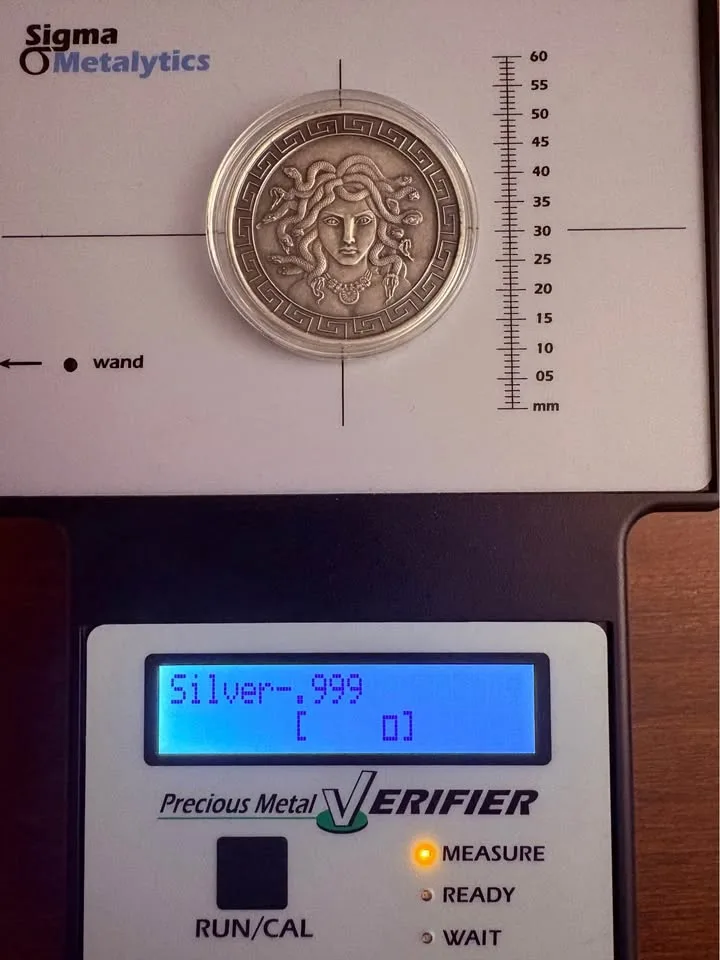 Sigma
Metalytics
60
55
50
45
40
35
30
25
20
15
10
05
mm
wand
Silver-.999
[    ▯]
Precious Metal VERIFIER
MEASURE
READY
WAIT
RUN/CAL